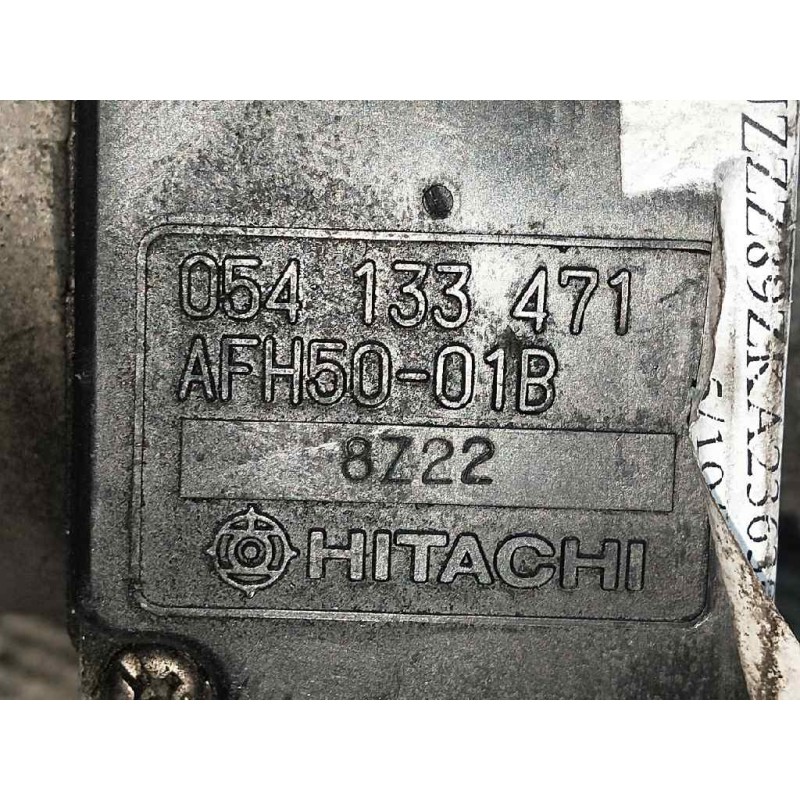 054 133 471
AFH50-01B
8Z22
HITACHI